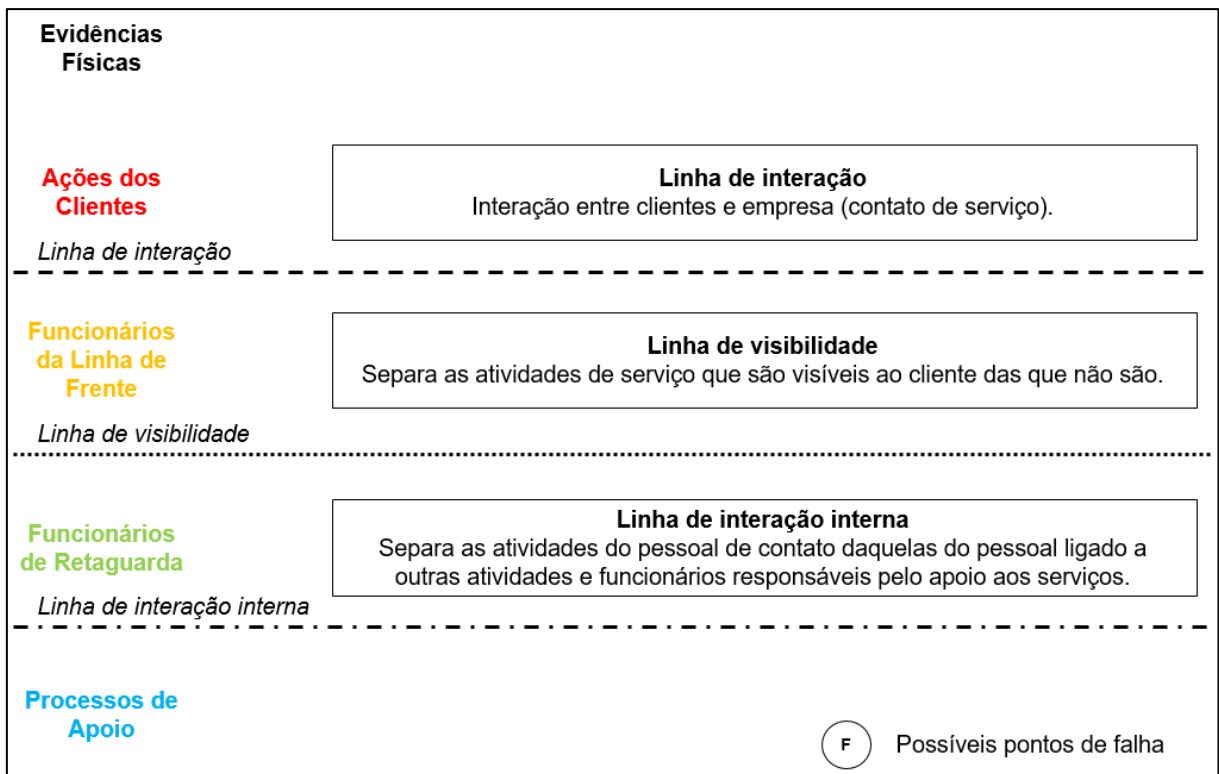 Evidências
Físicas
Ações dos
Clientes
Linha de interação
Interação entre clientes e empresa (contato de serviço).
Linha de interação
Funcionários
da Linha de
Frente
Linha de visibilidade
Separa as atividades de serviço que são visíveis ao cliente das que não são.
Linha de visibilidade
Funcionários
de Retaguarda
Linha de interação interna
Separa as atividades do pessoal de contato daquelas do pessoal ligado a
outras atividades e funcionários responsáveis pelo apoio aos serviços.
Linha de interação interna
Processos de
Apoio
F Possíveis pontos de falha